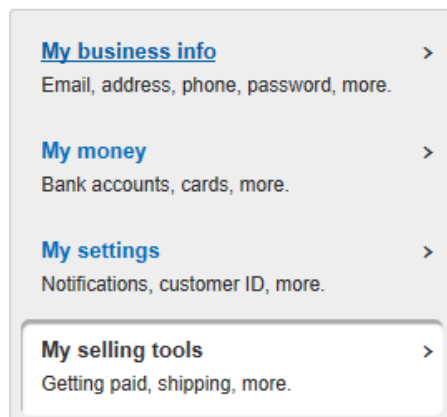 My business info
Email, address, phone, password, more.
My money
Bank accounts, cards, more.
My settings
Notifications, customer ID, more.
My selling tools
Getting paid, shipping, more.